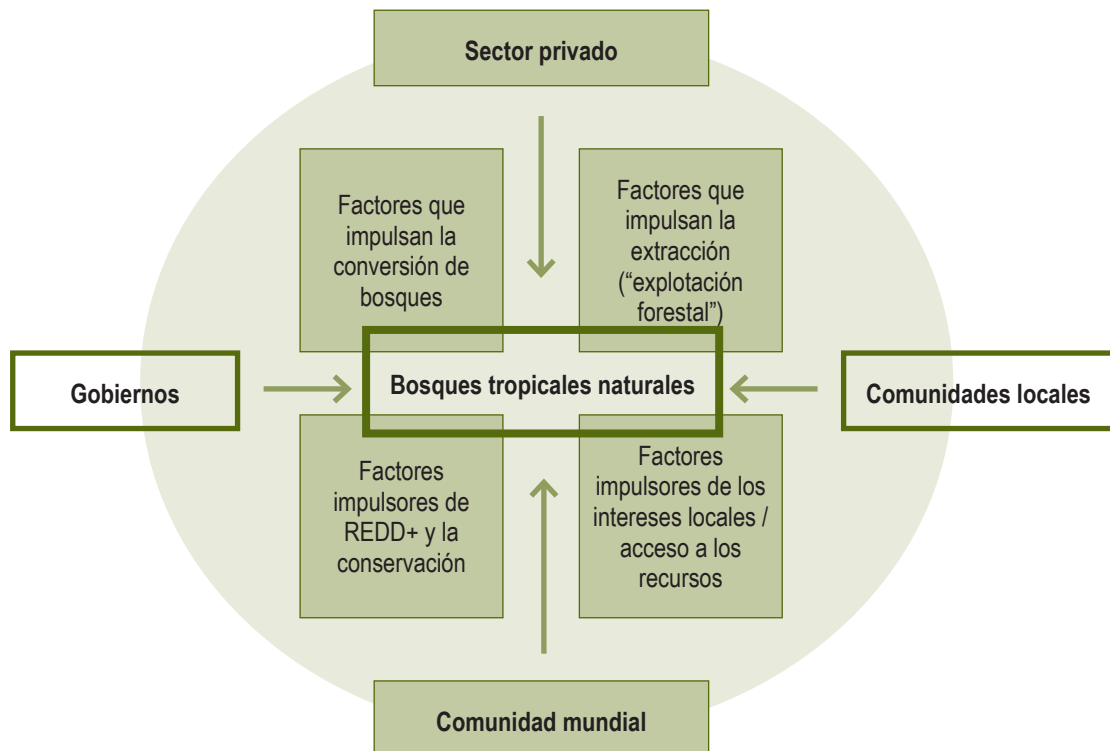 Sector privado
Factores que
impulsan la
conversión de
bosques
Factores que
impulsan la
extracción
(“explotación
forestal”)
Gobiernos
Bosques tropicales naturales
Comunidades locales
Factores
impulsores de
REDD+ y la
conservación
Factores
impulsores de los
intereses locales /
acceso a los
recursos
Comunidad mundial